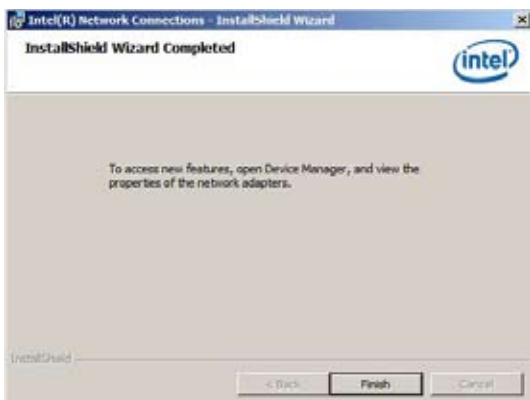 Intel(R) Network Connections - InstallShield Wizard
InstallShield Wizard Completed
intel
To access new features, open Device Manager, and view the
properties of the network adapters.
InstallShield
< Back
Finish
Cancel